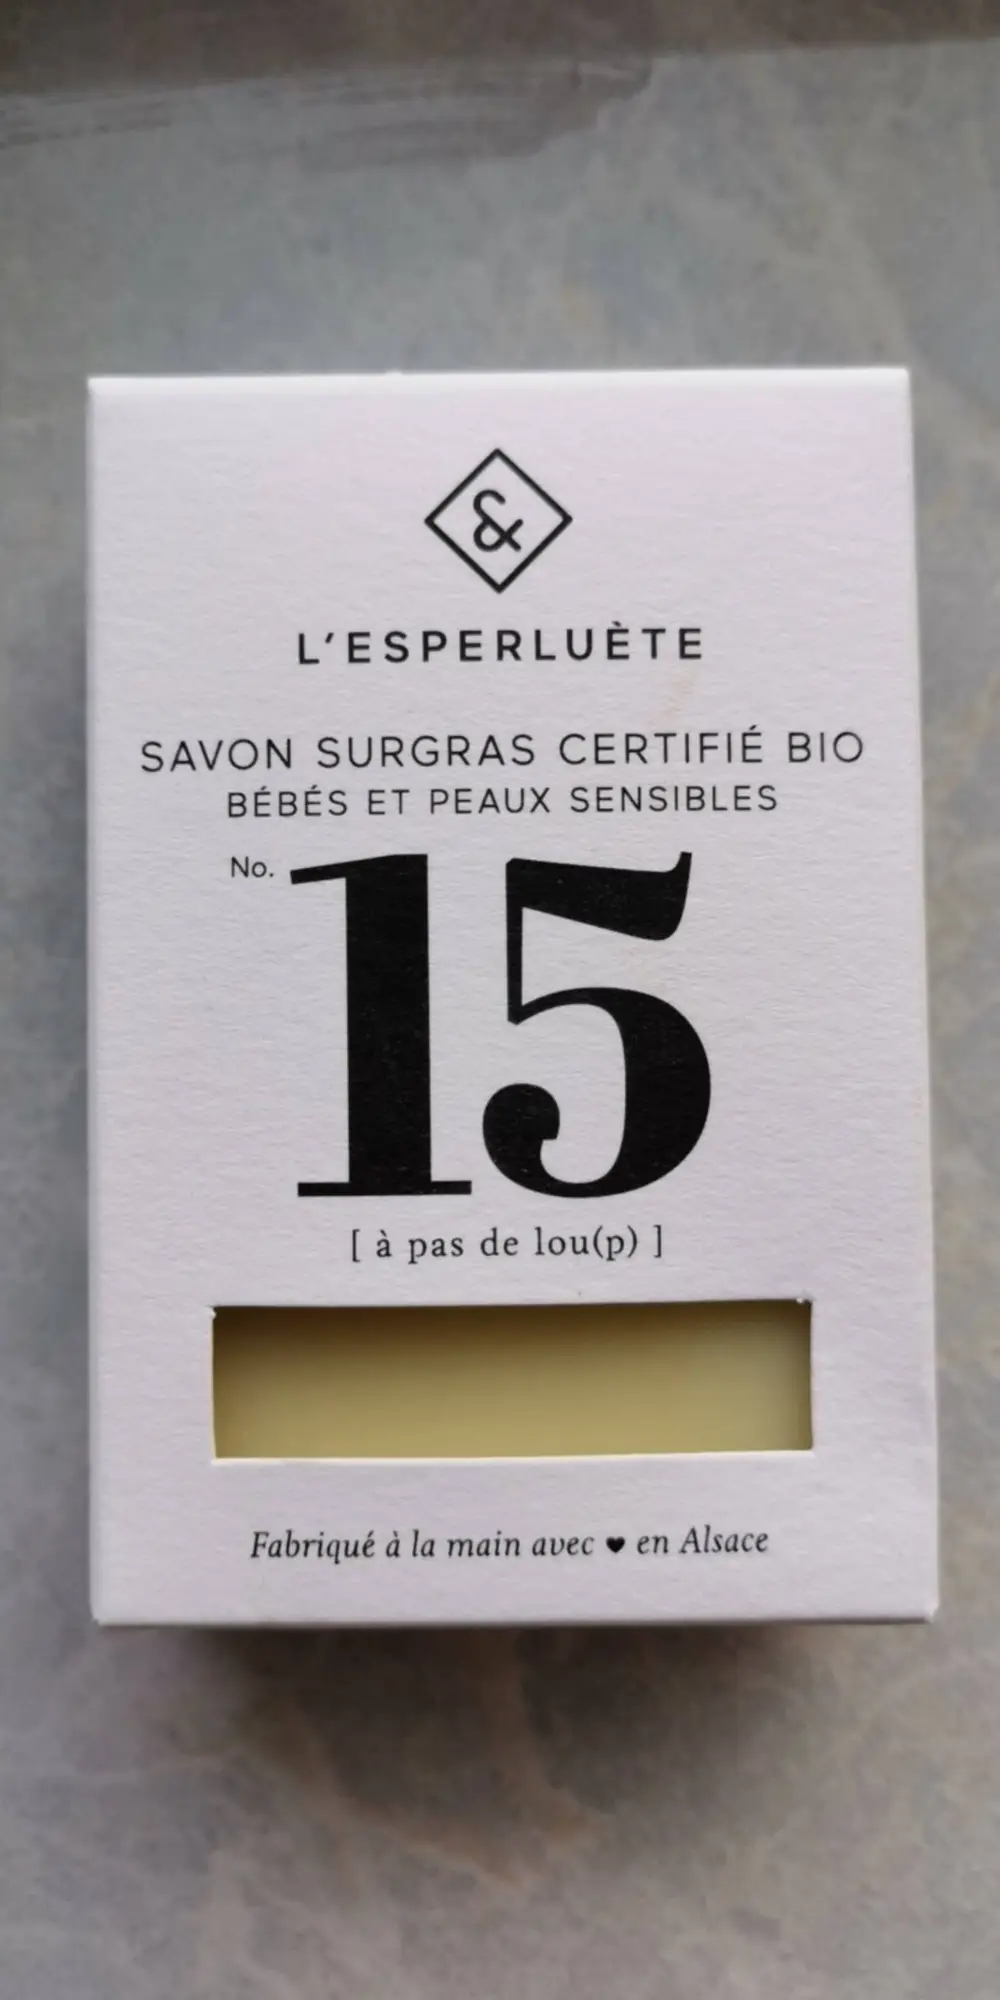 &
L'ESPERLUÈTE
SAVON SURGRAS CERTIFIÉ BIO
BÉBÉS ET PEAUX SENSIBLES
No. 15
[ à pas de lou(p) ]
Fabriqué à la main avec ♥ en Alsace